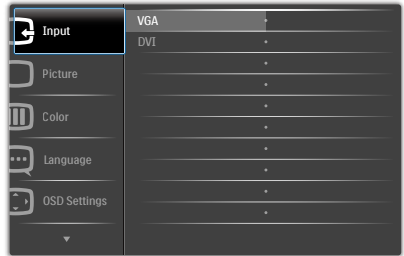 Input
VGA
DVI
Picture
Color
Language
OSD Settings